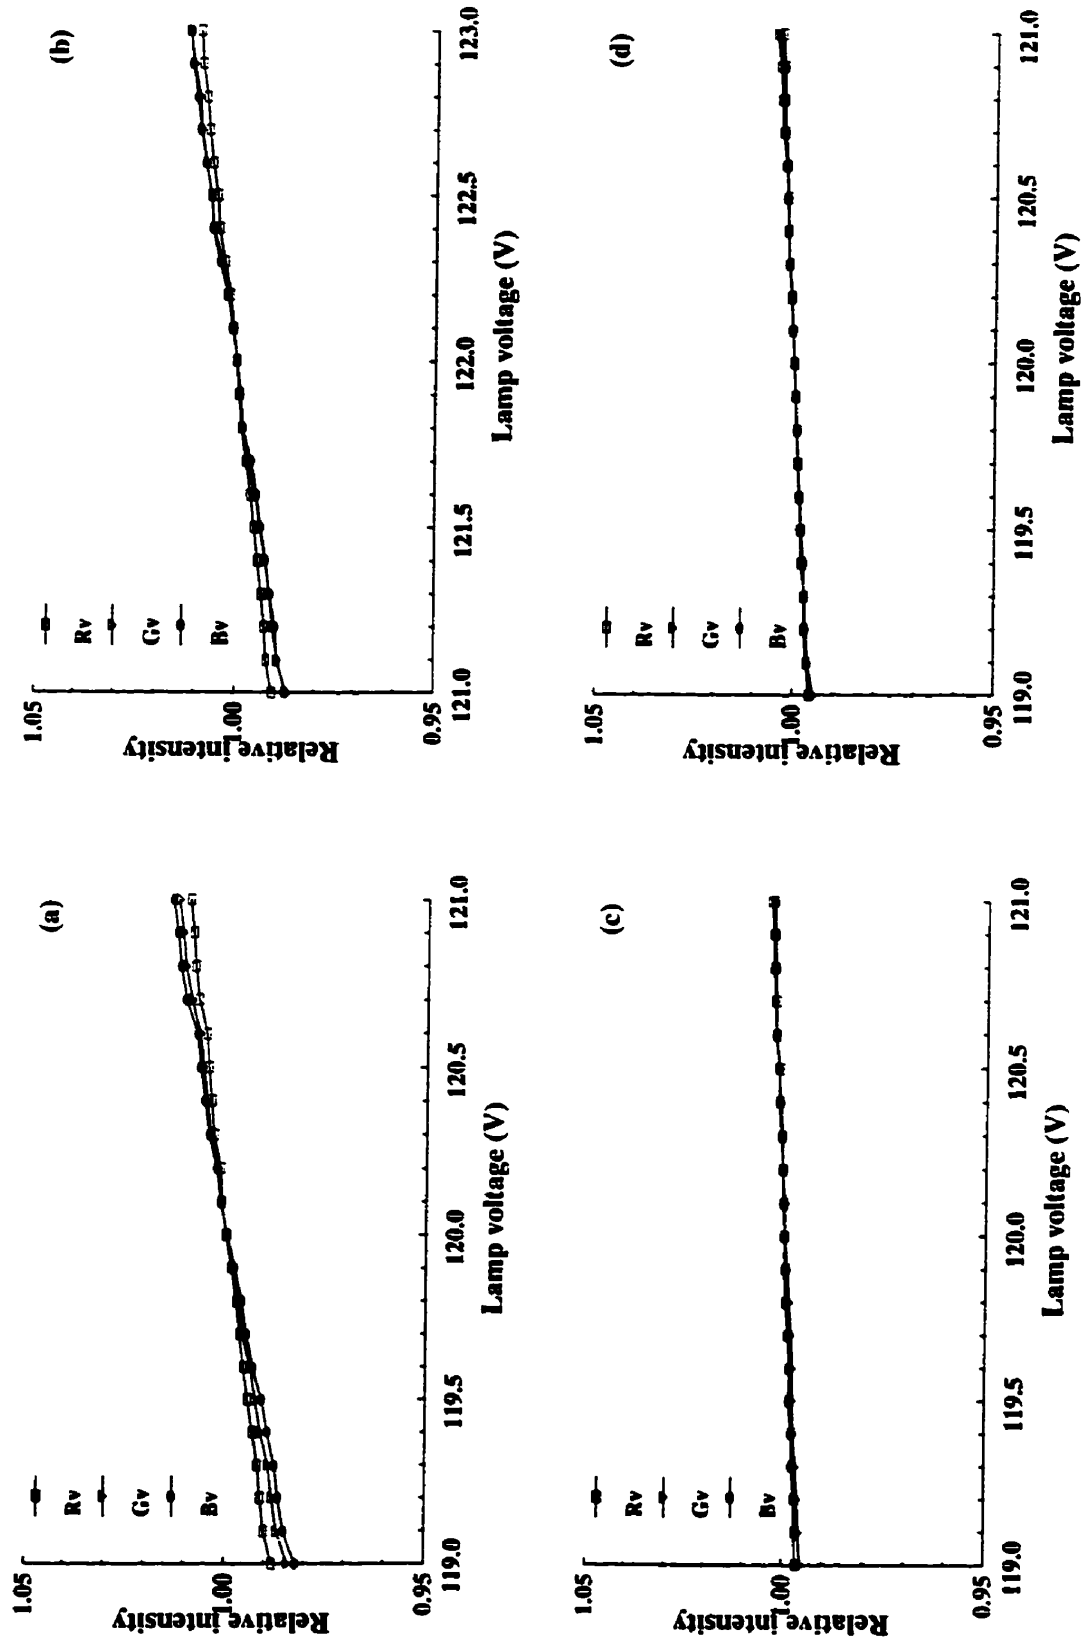 (a)
1.05
1.00
0.95
Relative intensity
Rv
Gv
Bv
119.0
119.5
120.0
120.5
121.0
Lamp voltage (V)
(b)
1.05
1.00
0.95
Relative intensity
Rv
Gv
Bv
121.0
121.5
122.0
122.5
123.0
Lamp voltage (V)
(c)
1.05
1.00
0.95
Relative intensity
Rv
Gv
Bv
119.0
119.5
120.0
120.5
121.0
Lamp voltage (V)
(d)
1.05
1.00
0.95
Relative intensity
Rv
Gv
Bv
119.0
119.5
120.0
120.5
121.0
Lamp voltage (V)